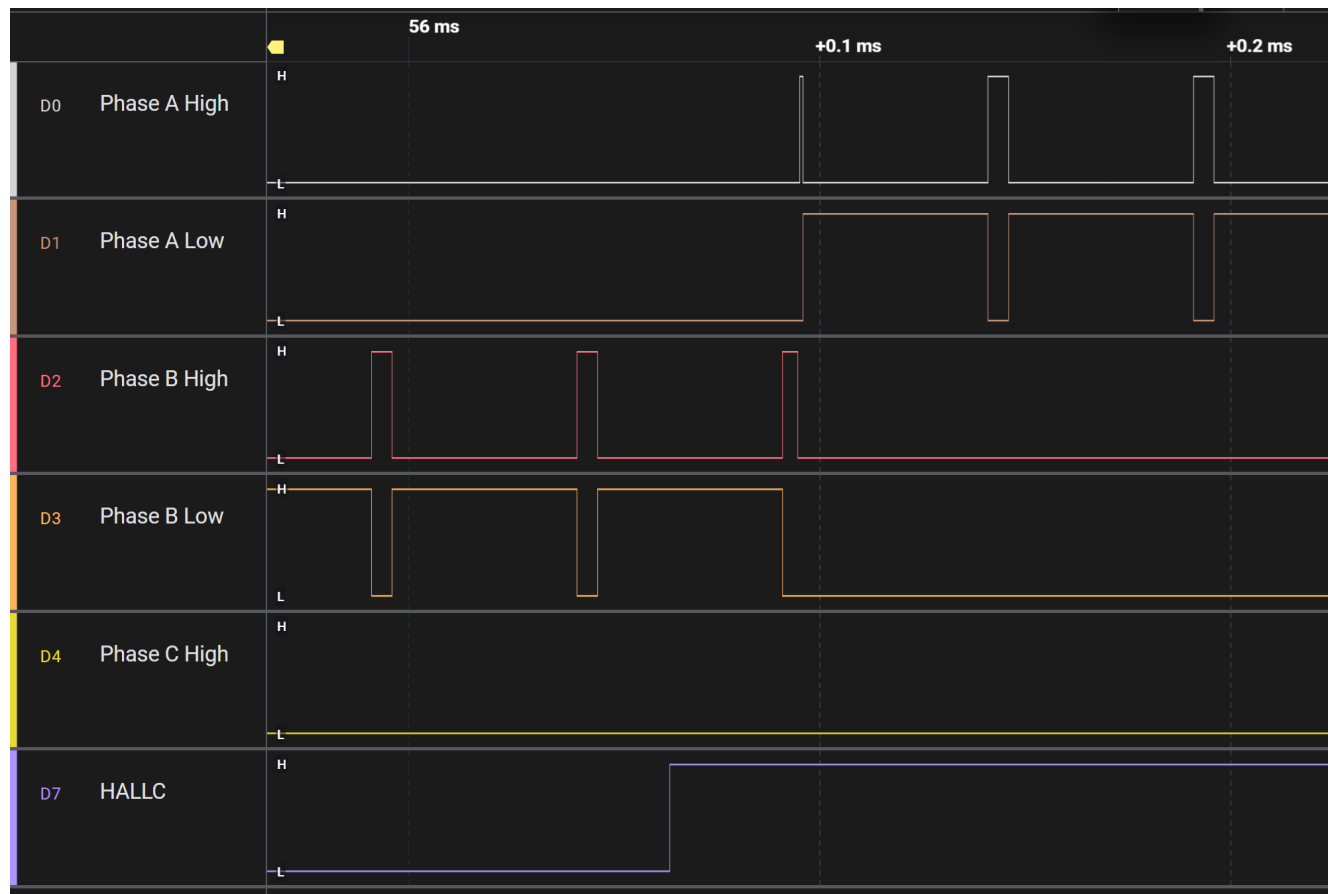 56 ms
+0.1 ms
+0.2 ms
D0 Phase A High H
L
D1 Phase A Low H
L
D2 Phase B High H
L
D3 Phase B Low H
L
D4 Phase C High H
L
D7 HALLC H
L